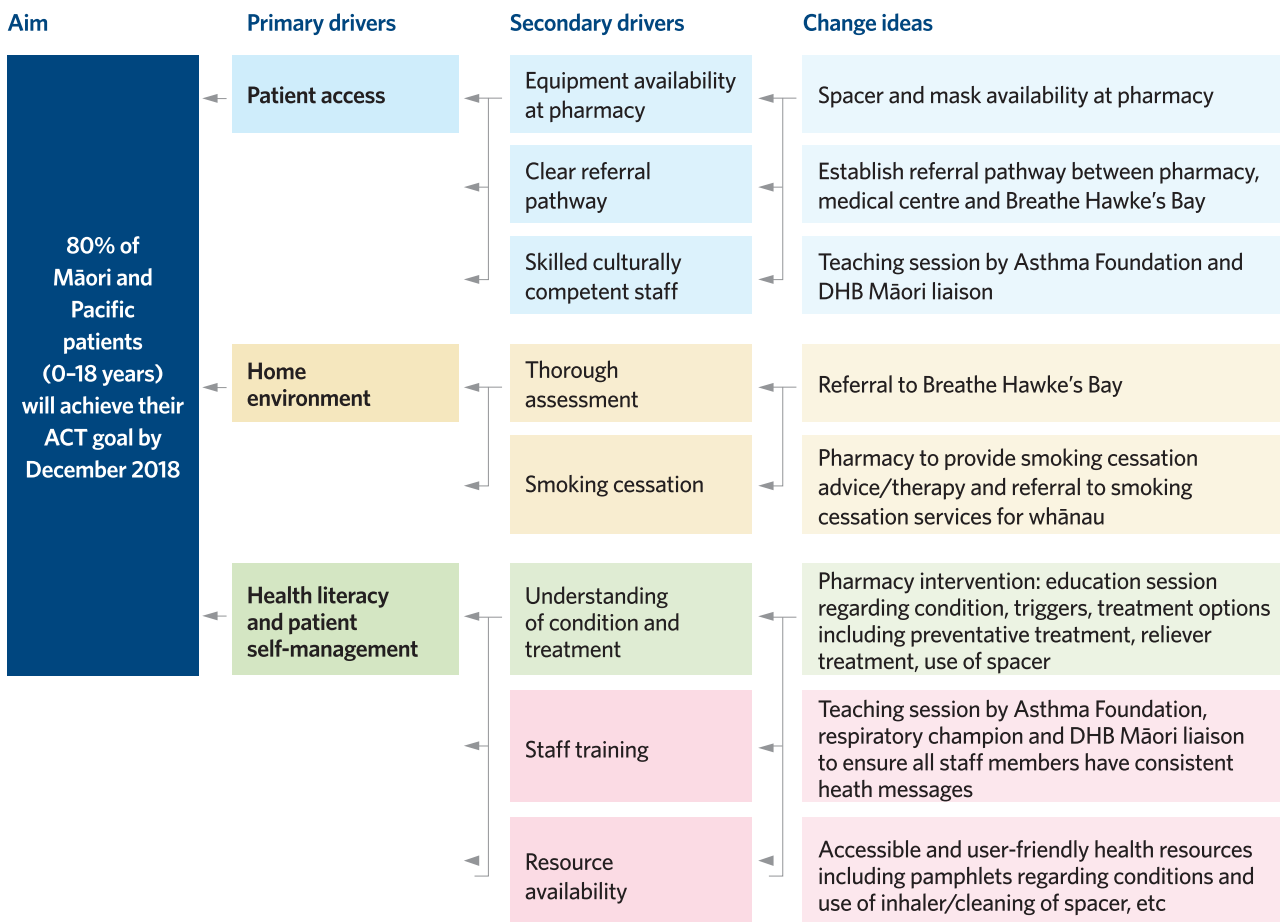 Aim
Primary drivers
Secondary drivers
Change ideas
80% of
Māori and
Pacific
patients
(0–18 years)
will achieve their
ACT goal by
December 2018
Patient access
Equipment availability
at pharmacy
Spacer and mask availability at pharmacy
Clear referral
pathway
Establish referral pathway between pharmacy,
medical centre and Breathe Hawke’s Bay
Skilled culturally
competent staff
Teaching session by Asthma Foundation and
DHB Māori liaison
Home
environment
Thorough
assessment
Referral to Breathe Hawke’s Bay
Smoking cessation
Pharmacy to provide smoking cessation
advice/therapy and referral to smoking
cessation services for whānau
Health literacy
and patient
self-management
Understanding
of condition and
treatment
Pharmacy intervention: education session
regarding condition, triggers, treatment options
including preventative treatment, reliever
treatment, use of spacer
Staff training
Teaching session by Asthma Foundation,
respiratory champion and DHB Māori liaison
to ensure all staff members have consistent
heath messages
Resource
availability
Accessible and user-friendly health resources
including pamphlets regarding conditions and
use of inhaler/cleaning of spacer, etc